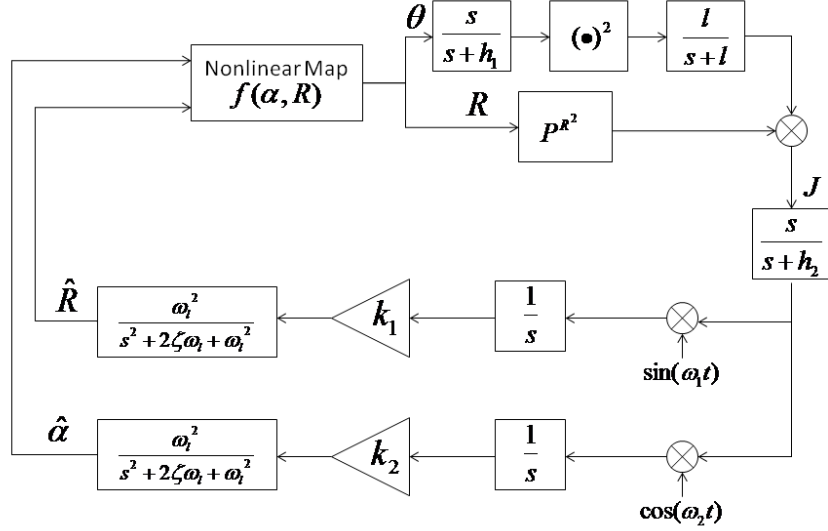 θ
s / (s + h₁)
(•)²
l / (s + l)
Nonlinear Map
f(α, R)
R
P^{R²}
J
s / (s + h₂)
R̂
ω_l² / (s² + 2ζω_l + ω_l²)
k₁
1 / s
sin(ω₁t)
α̂
ω_l² / (s² + 2ζω_l + ω_l²)
k₂
1 / s
cos(ω₂t)